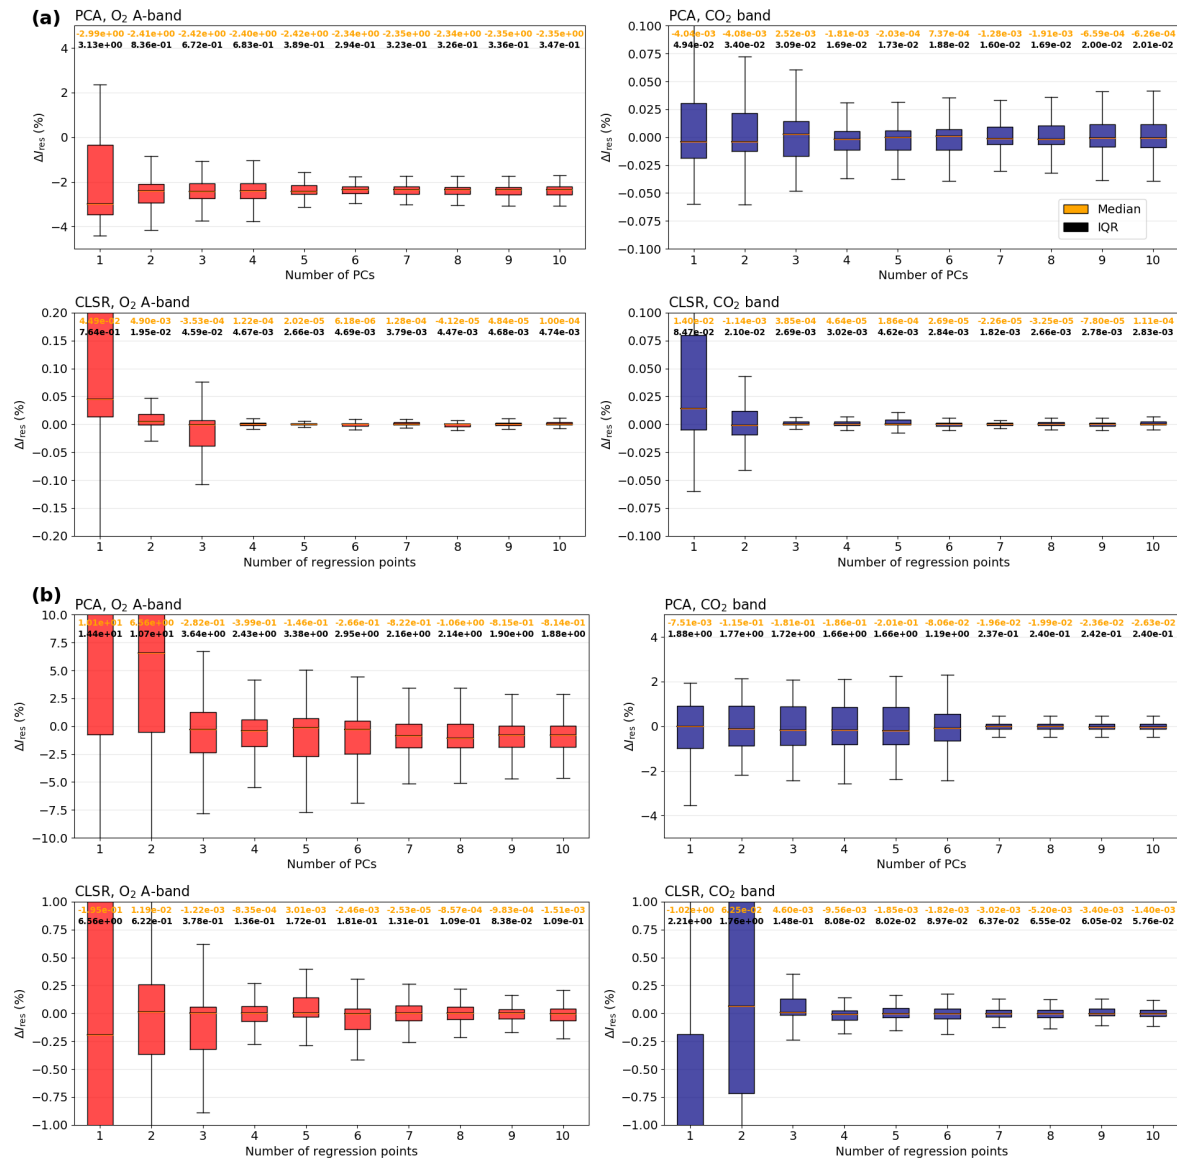 (a)
PCA, O₂ A-band
-2.99e+00 -2.41e+00 -2.42e+00 -2.40e+00 -2.42e+00 -2.34e+00 -2.35e+00 -2.34e+00 -2.35e+00 -2.35e+00
3.13e+00 8.36e-01 6.72e-01 6.83e-01 3.89e-01 2.94e-01 3.23e-01 3.26e-01 3.36e-01 3.47e-01
4
2
0
−2
−4
ΔI_res (%)
1 2 3 4 5 6 7 8 9 10
Number of PCs
PCA, CO₂ band
-4.04e-03 -4.08e-03 2.52e-03 -1.81e-03 -2.03e-04 7.37e-04 -1.28e-03 -1.91e-03 -6.59e-04 -6.26e-04
4.94e-02 3.40e-02 3.09e-02 1.69e-02 1.73e-02 1.88e-02 1.60e-02 1.69e-02 2.00e-02 2.01e-02
0.100
0.075
0.050
0.025
0.000
−0.025
−0.050
−0.075
−0.100
ΔI_res (%)
Median
IQR
1 2 3 4 5 6 7 8 9 10
Number of PCs
CLSR, O₂ A-band
4.49e-02 4.90e-03 -3.53e-04 1.22e-04 2.02e-05 6.18e-06 1.28e-04 -4.12e-05 4.84e-05 1.00e-04
7.64e-01 1.95e-02 4.59e-02 4.67e-03 2.66e-03 4.69e-03 3.79e-03 4.47e-03 4.68e-03 4.74e-03
0.20
0.15
0.10
0.05
0.00
−0.05
−0.10
−0.15
−0.20
ΔI_res (%)
1 2 3 4 5 6 7 8 9 10
Number of regression points
CLSR, CO₂ band
1.40e-02 -1.14e-03 3.85e-04 4.64e-05 1.86e-04 2.69e-05 -2.26e-05 -3.25e-05 -7.80e-05 1.11e-04
8.47e-02 2.10e-02 2.69e-03 3.02e-03 4.62e-03 2.84e-03 1.82e-03 2.66e-03 2.78e-03 2.83e-03
0.100
0.075
0.050
0.025
0.000
−0.025
−0.050
−0.075
−0.100
ΔI_res (%)
1 2 3 4 5 6 7 8 9 10
Number of regression points
(b)
PCA, O₂ A-band
1.01e+01 6.56e+00 -2.82e-01 -3.99e-01 -1.46e-01 -2.66e-01 -8.22e-01 -1.06e+00 -8.15e-01 -8.14e-01
1.44e+01 1.07e+01 3.64e+00 2.43e+00 3.38e+00 2.95e+00 2.16e+00 2.14e+00 1.90e+00 1.88e+00
10.0
7.5
5.0
2.5
0.0
−2.5
−5.0
−7.5
−10.0
ΔI_res (%)
1 2 3 4 5 6 7 8 9 10
Number of PCs
PCA, CO₂ band
-7.51e-03 -1.15e-01 -1.81e-01 -1.86e-01 -2.01e-01 -8.06e-02 -1.96e-02 -1.99e-02 -2.36e-02 -2.63e-02
1.88e+00 1.77e+00 1.72e+00 1.66e+00 1.66e+00 1.19e+00 2.37e-01 2.40e-01 2.42e-01 2.40e-01
4
2
0
−2
−4
ΔI_res (%)
1 2 3 4 5 6 7 8 9 10
Number of PCs
CLSR, O₂ A-band
-1.95e-01 1.19e-02 -1.22e-03 -8.35e-04 3.01e-03 -2.46e-03 -2.53e-05 -8.57e-04 -9.83e-04 -1.51e-03
6.56e+00 6.22e-01 3.78e-01 1.36e-01 1.72e-01 1.81e-01 1.31e-01 1.09e-01 8.38e-02 1.09e-01
1.00
0.75
0.50
0.25
0.00
−0.25
−0.50
−0.75
−1.00
ΔI_res (%)
1 2 3 4 5 6 7 8 9 10
Number of regression points
CLSR, CO₂ band
-1.02e+00 6.25e-02 4.60e-03 -9.56e-03 -1.85e-03 -1.82e-03 -3.02e-03 -5.20e-03 -3.40e-03 -1.40e-03
2.21e+00 1.76e+00 1.48e-01 8.08e-02 8.02e-02 8.97e-02 6.37e-02 6.55e-02 6.05e-02 5.76e-02
1.00
0.75
0.50
0.25
0.00
−0.25
−0.50
−0.75
−1.00
ΔI_res (%)
1 2 3 4 5 6 7 8 9 10
Number of regression points